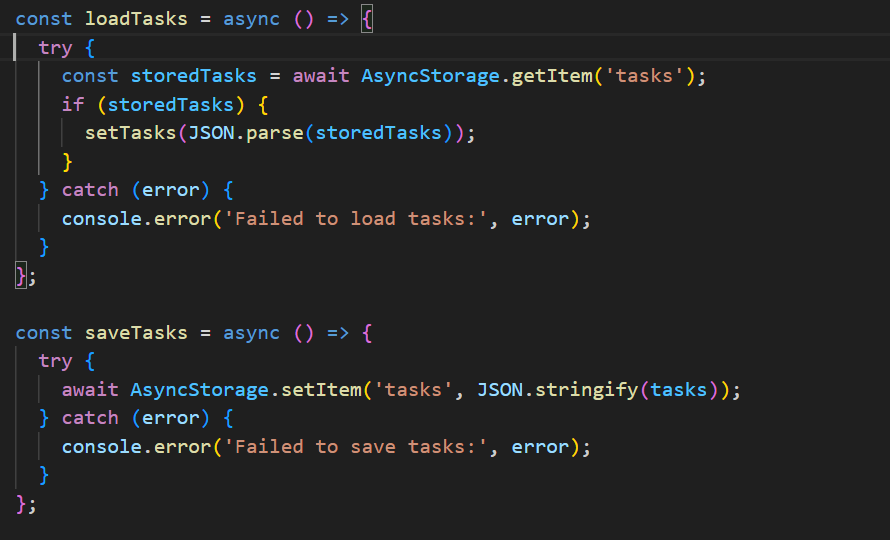 const loadTasks = async () => {
  try {
    const storedTasks = await AsyncStorage.getItem('tasks');
    if (storedTasks) {
      setTasks(JSON.parse(storedTasks));
    }
  } catch (error) {
    console.error('Failed to load tasks:', error);
  }
};

const saveTasks = async () => {
  try {
    await AsyncStorage.setItem('tasks', JSON.stringify(tasks));
  } catch (error) {
    console.error('Failed to save tasks:', error);
  }
};